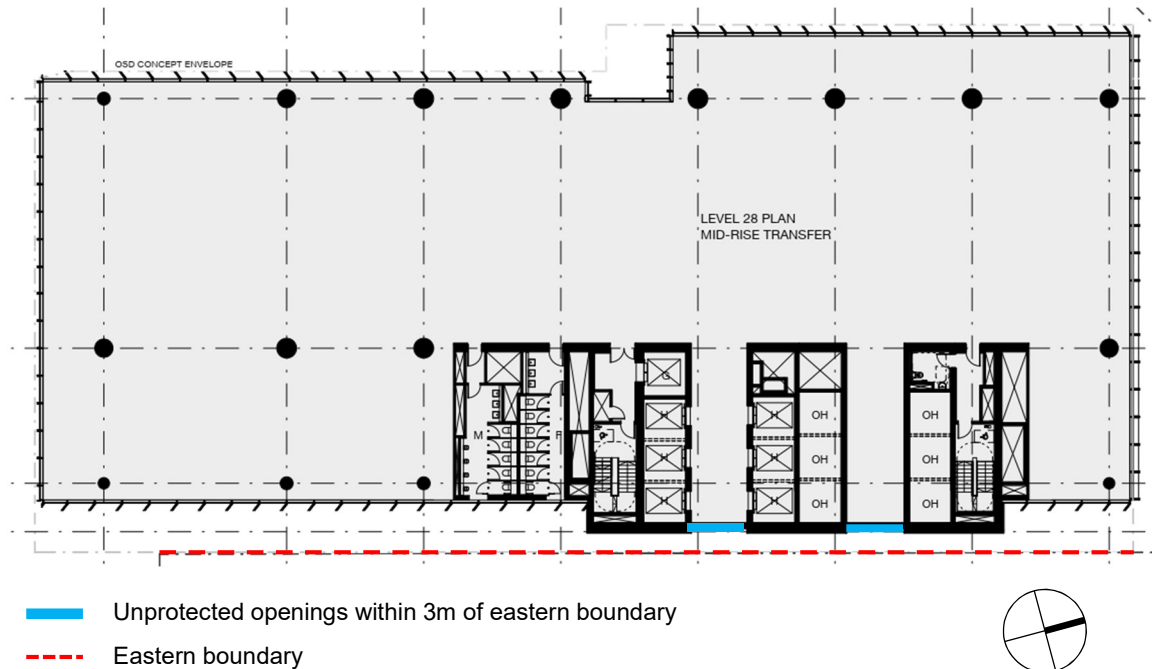 OSD CONCEPT ENVELOPE
LEVEL 28 PLAN
MID-RISE TRANSFER
G
H H OH OH
M F
H H OH OH
H H OH OH
Unprotected openings within 3m of eastern boundary
Eastern boundary